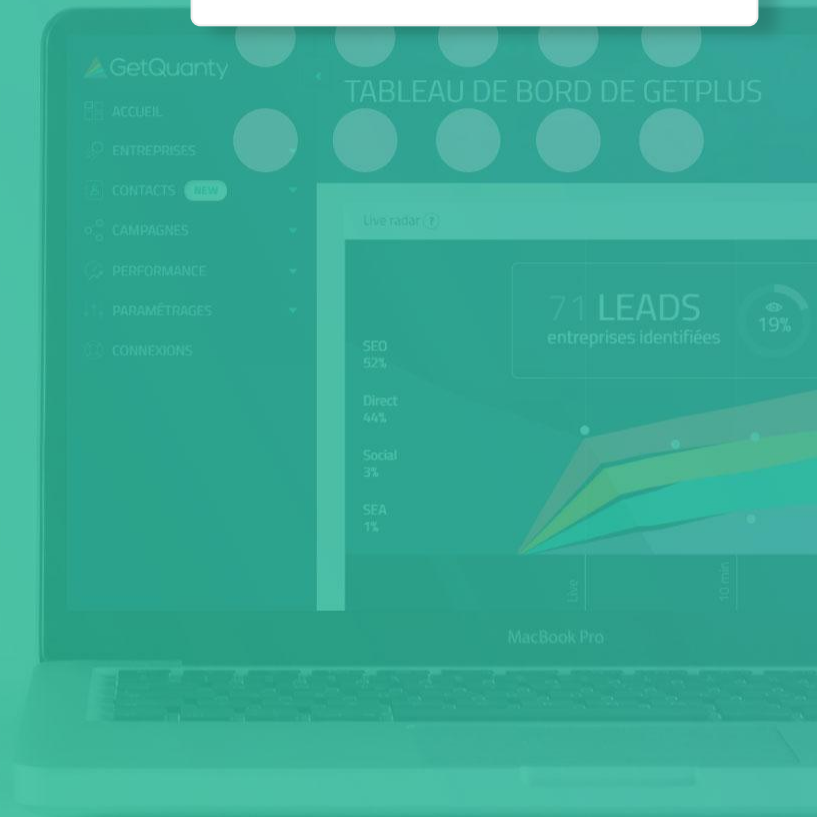 GetQuanty
TABLEAU DE BORD DE GETPLUS
ACCUEIL
ENTREPRISES
CONTACTS NEW
CAMPAGNES
PERFORMANCE
PARAMÉTRAGES
CONNEXIONS
Live radar ?
71 LEADS
entreprises identifiées
19%
SEO
52%
Direct
44%
Social
3%
SEA
1%
Live
10 min
MacBook Pro